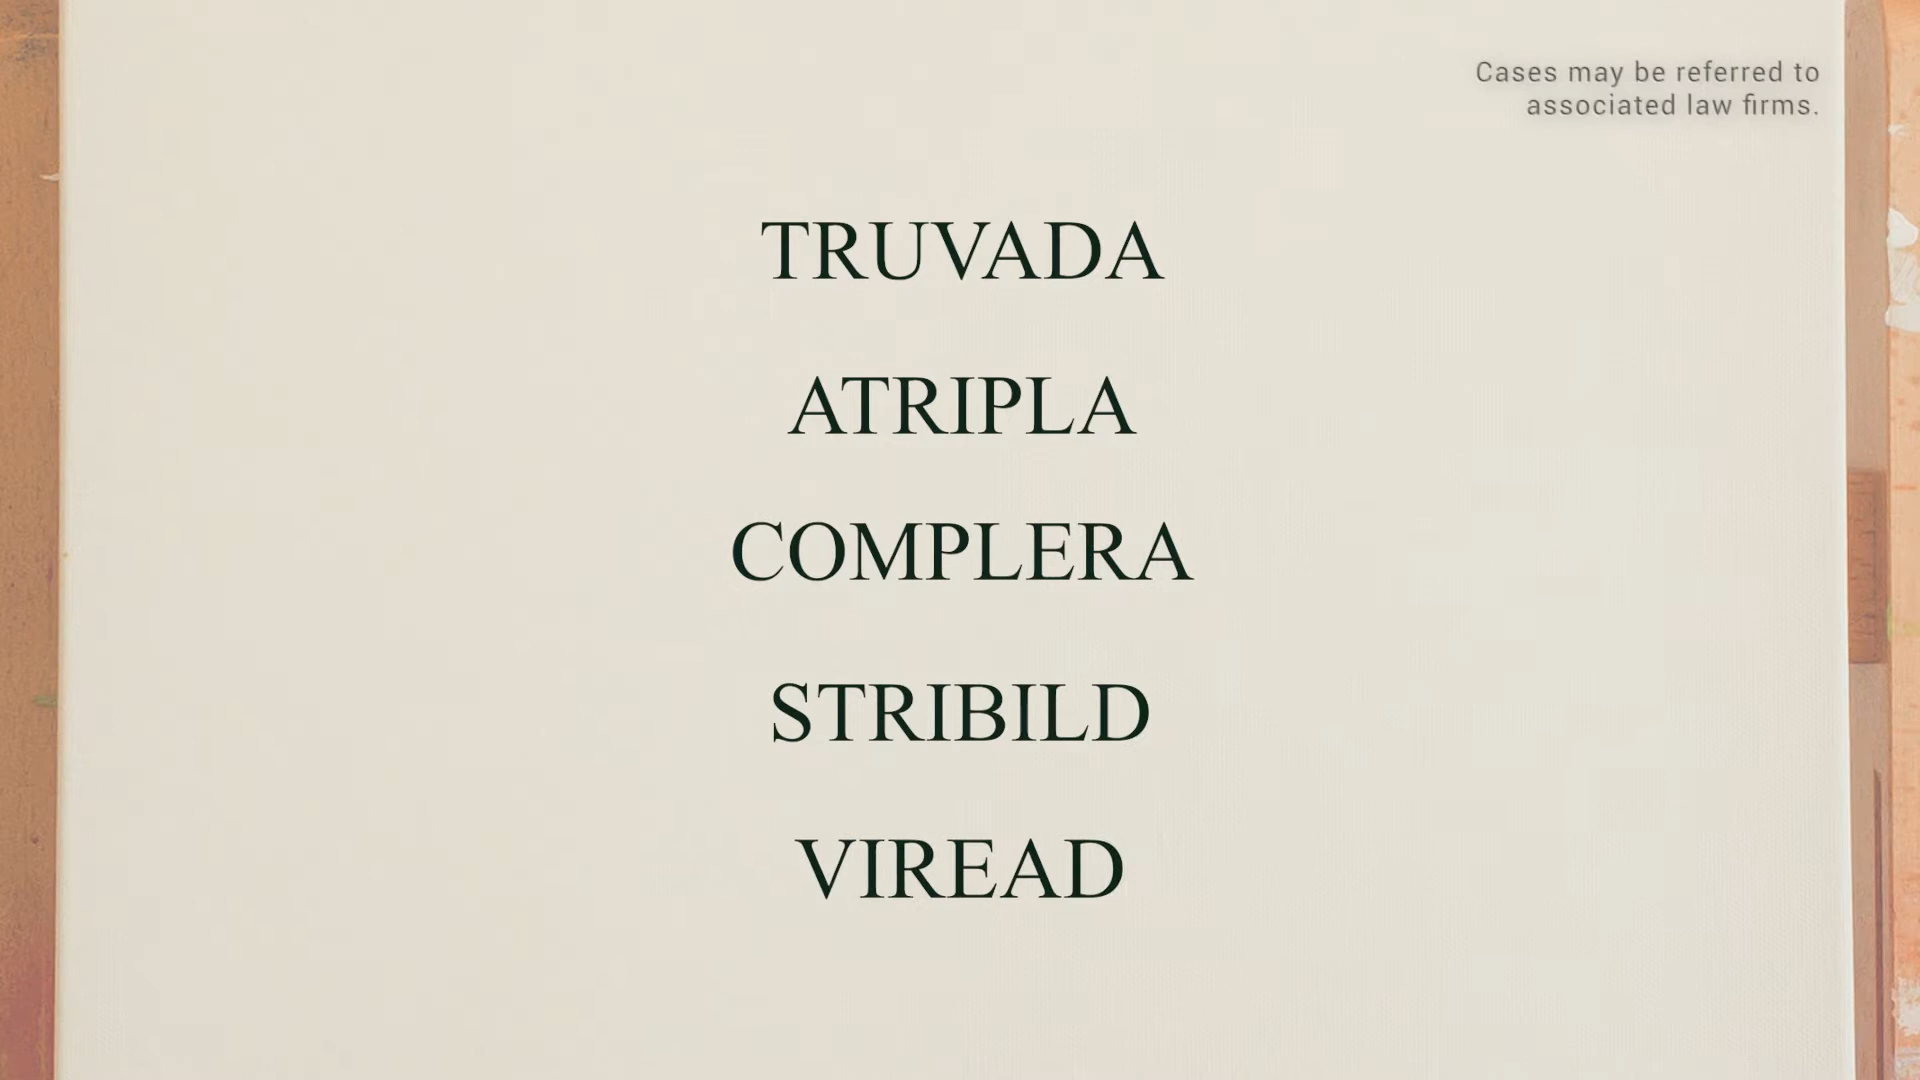 Cases may be referred to
associated law firms.
TRUVADA
ATRIPLA
COMPLERA
STRIBILD
VIREAD